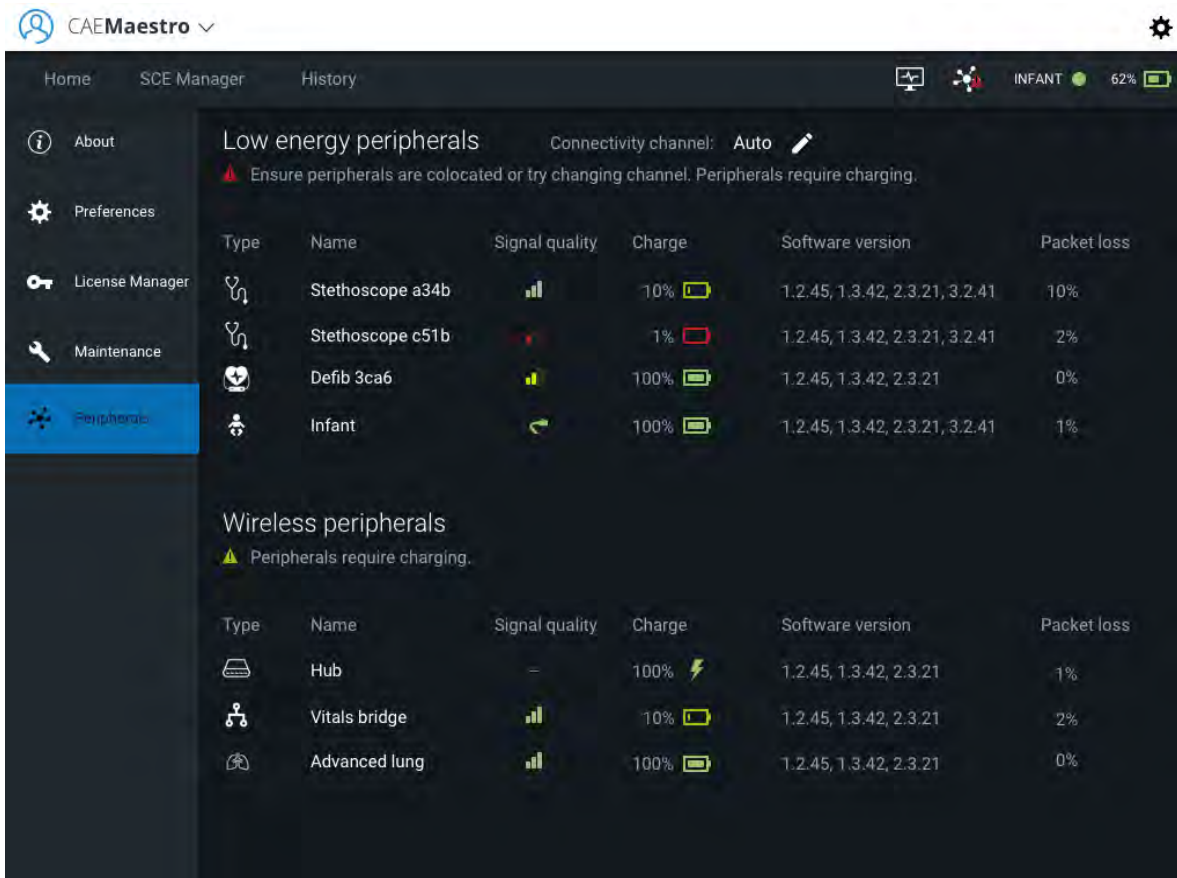 CAEMaestro
Home SCE Manager History INFANT 62%
About
Preferences
License Manager
Maintenance
Peripherals
Low energy peripherals Connectivity channel: Auto
Ensure peripherals are colocated or try changing channel. Peripherals require charging.
Type Name Signal quality Charge Software version Packet loss
Stethoscope a34b 10% 1.2.45, 1.3.42, 2.3.21, 3.2.41 10%
Stethoscope c51b 1% 1.2.45, 1.3.42, 2.3.21, 3.2.41 2%
Defib 3ca6 100% 1.2.45, 1.3.42, 2.3.21 0%
Infant 100% 1.2.45, 1.3.42, 2.3.21, 3.2.41 1%
Wireless peripherals
Peripherals require charging.
Type Name Signal quality Charge Software version Packet loss
Hub – 100% 1.2.45, 1.3.42, 2.3.21 1%
Vitals bridge 10% 1.2.45, 1.3.42, 2.3.21 2%
Advanced lung 100% 1.2.45, 1.3.42, 2.3.21 0%